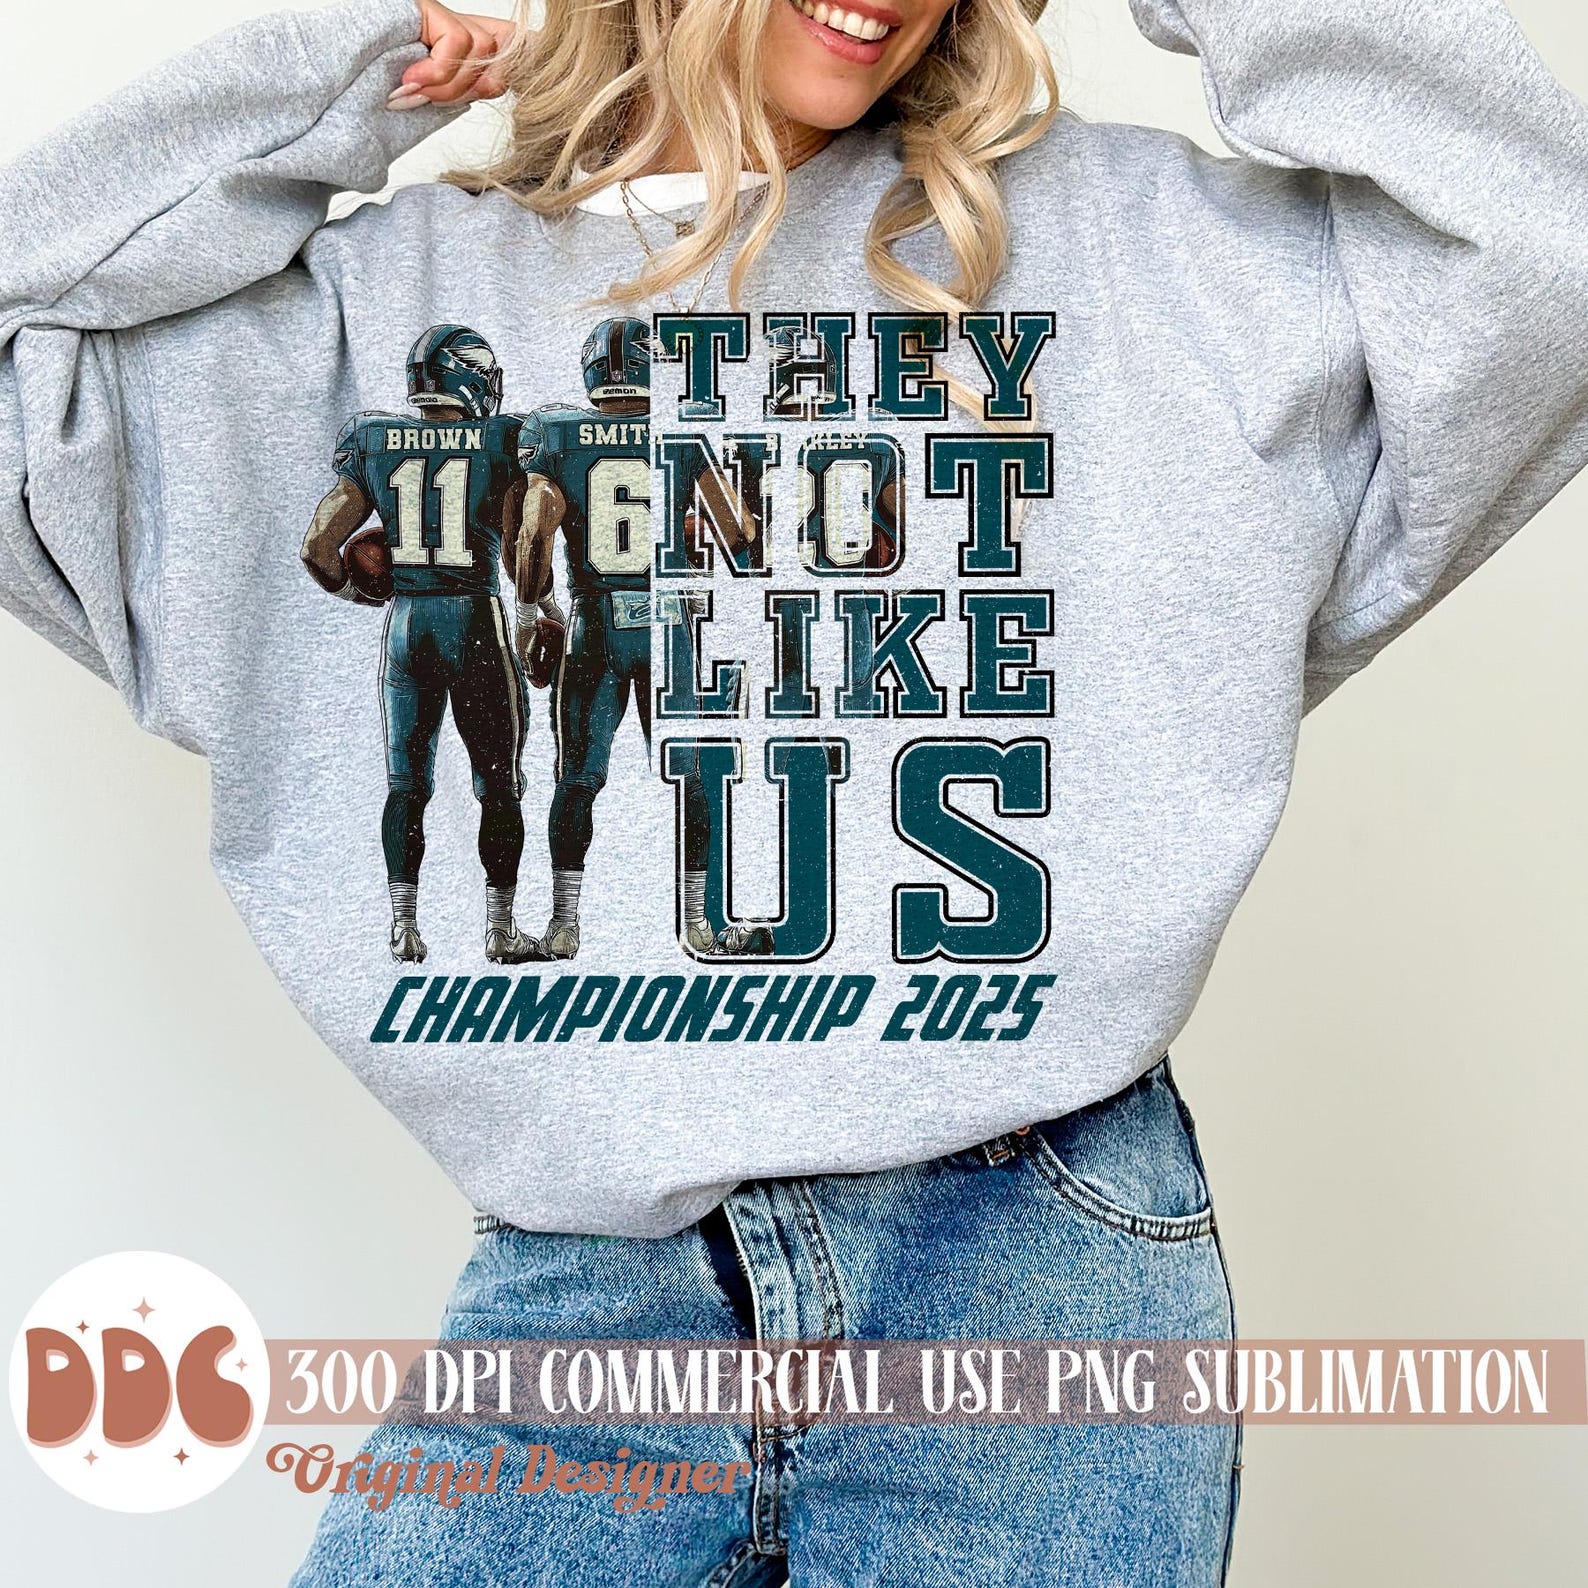 BROWN
11
SMITH
6
THEY
NOT
LIKE
US
CHAMPIONSHIP 2025
DDC
300 DPI COMMERCIAL USE PNG SUBLIMATION
Original Designer